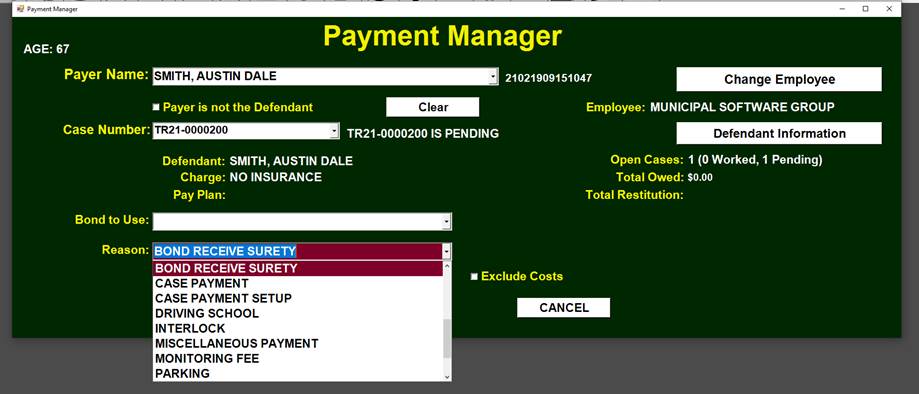 Payment Manager
Payment Manager
AGE: 67
Payer Name: SMITH, AUSTIN DALE 21021909151047 Change Employee
Payer is not the Defendant Clear Employee: MUNICIPAL SOFTWARE GROUP
Case Number: TR21-0000200 TR21-0000200 IS PENDING Defendant Information
Defendant: SMITH, AUSTIN DALE Open Cases: 1 (0 Worked, 1 Pending)
Charge: NO INSURANCE Total Owed: $0.00
Pay Plan: Total Restitution:
Bond to Use:
Reason: BOND RECEIVE SURETY
BOND RECEIVE SURETY
Exclude Costs
CASE PAYMENT
CASE PAYMENT SETUP
CANCEL
DRIVING SCHOOL
INTERLOCK
MISCELLANEOUS PAYMENT
MONITORING FEE
PARKING